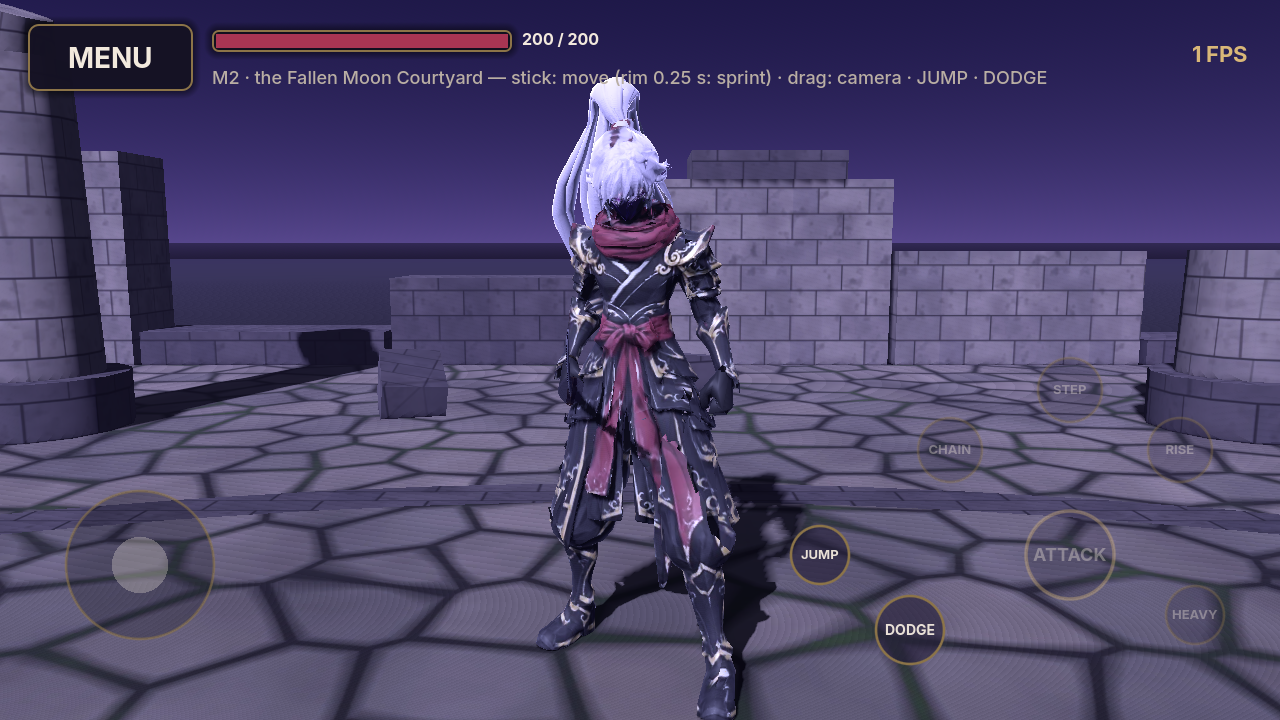 MENU
200 / 200
1 FPS
M2 · the Fallen Moon Courtyard — stick: move (rim 0.25 s: sprint) · drag: camera · JUMP · DODGE
STEP
CHAIN
RISE
JUMP
ATTACK
HEAVY
DODGE